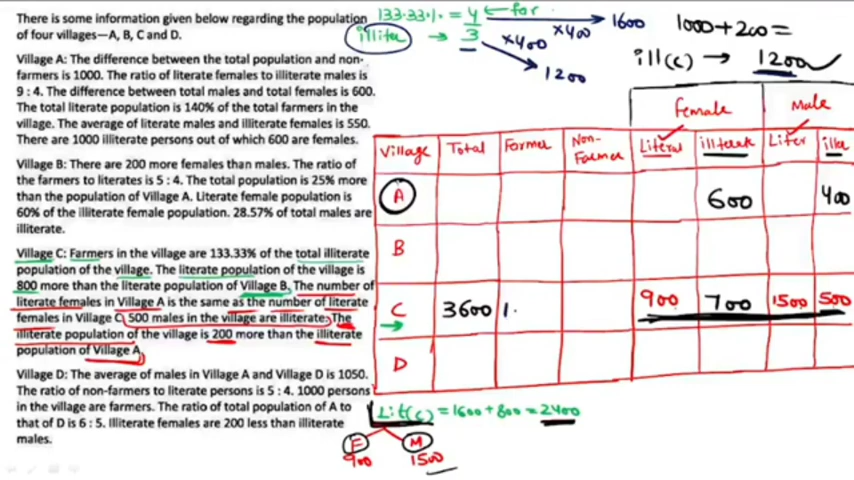 There is some information given below regarding the population
of four villages—A, B, C and D.
Village A: The difference between the total population and non-
farmers is 1000. The ratio of literate females to illiterate males is
9 : 4. The difference between total males and total females is 600.
The total literate population is 140% of the total farmers in the
village. The average of literate males and illiterate females is 550.
There are 1000 illiterate persons out of which 600 are females.
Village B: There are 200 more females than males. The ratio of
the farmers to literates is 5 : 4. The total population is 25% more
than the population of Village A. Literate female population is
60% of the illiterate female population. 28.57% of total males are
illiterate.
Village C: Farmers in the village are 133.33% of the total illiterate
population of the village. The literate population of the village is
800 more than the literate population of Village B. The number of
literate females in Village A is the same as the number of literate
females in Village C. 500 males in the village are illiterate. The
illiterate population of the village is 200 more than the illiterate
population of Village A.
Village D: The average of males in Village A and Village D is 1050.
The ratio of non-farmers to literate persons is 5 : 4. 1000 persons
in the village are farmers. The ratio of total population of A to
that of D is 6 : 5. Illiterate females are 200 less than illiterate
males.
133.33·1. = 4 ← for
illiter → 3
×400 1600
×400 1200
1000+200=
ill(C) → 1200
Female Male
Village Total Former Non-Former Literal illterate Liter illa
A 600 400
B
C 3600 1. 900 700 1500 500
D
Lit(C) = 1600 + 800 = 2400
F M
900 1500